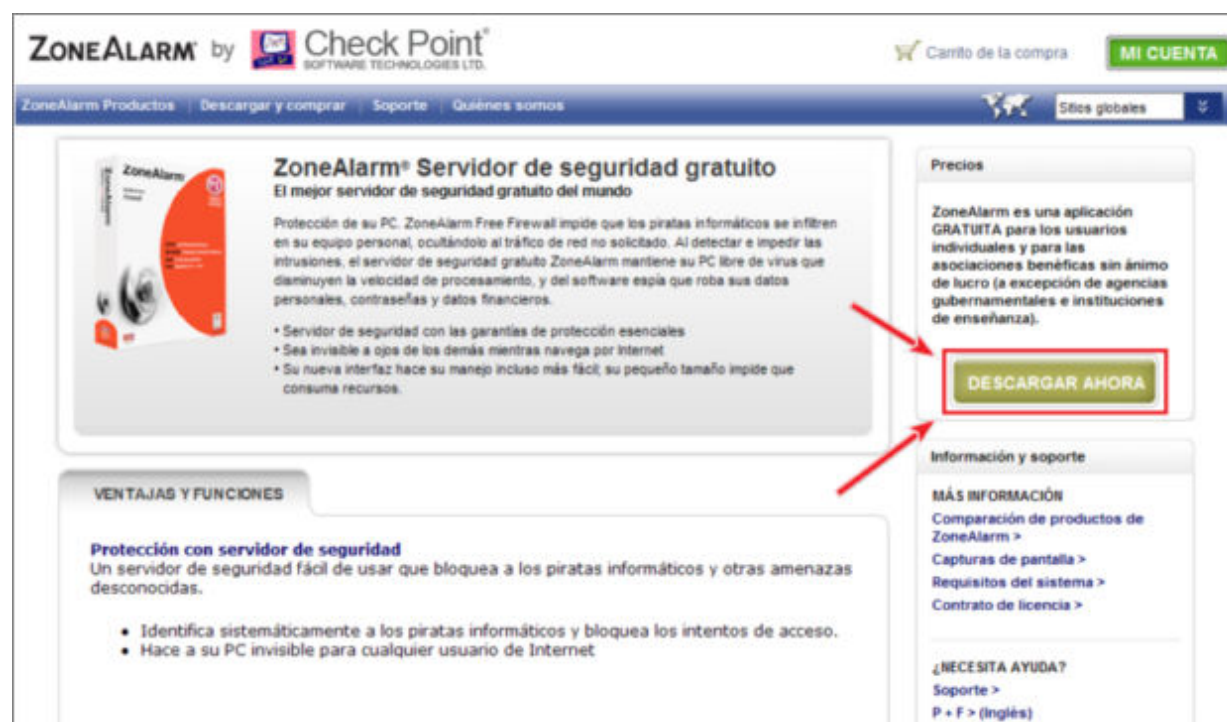 ZONEALARM by Check Point
SOFTWARE TECHNOLOGIES LTD.
Carrito de la compra
MI CUENTA
ZoneAlarm Productos
Descargar y comprar
Soporte
Quiénes somos
Sitios globales
ZoneAlarm
ZoneAlarm® Servidor de seguridad gratuito
El mejor servidor de seguridad gratuito del mundo
Protección de su PC. ZoneAlarm Free Firewall impide que los piratas informáticos se infiltren
en su equipo personal, ocultándolo al tráfico de red no solicitado. Al detectar e impedir las
intrusiones, el servidor de seguridad gratuito ZoneAlarm mantiene su PC libre de virus que
disminuyen la velocidad de procesamiento, y del software espía que roba sus datos
personales, contraseñas y datos financieros.
• Servidor de seguridad con las garantías de protección esenciales
• Sea invisible a ojos de los demás mientras navega por Internet
• Su nueva interfaz hace su manejo incluso más fácil; su pequeño tamaño impide que
consuma recursos.
Precios
ZoneAlarm es una aplicación
GRATUITA para los usuarios
individuales y para las
asociaciones benéficas sin ánimo
de lucro (a excepción de agencias
gubernamentales e instituciones
de enseñanza).
DESCARGAR AHORA
VENTAJAS Y FUNCIONES
Protección con servidor de seguridad
Un servidor de seguridad fácil de usar que bloquea a los piratas informáticos y otras amenazas
desconocidas.
• Identifica sistemáticamente a los piratas informáticos y bloquea los intentos de acceso.
• Hace a su PC invisible para cualquier usuario de Internet
Información y soporte
MÁS INFORMACIÓN
Comparación de productos de
ZoneAlarm >
Capturas de pantalla >
Requisitos del sistema >
Contrato de licencia >
¿NECESITA AYUDA?
Soporte >
P + F > (Inglés)